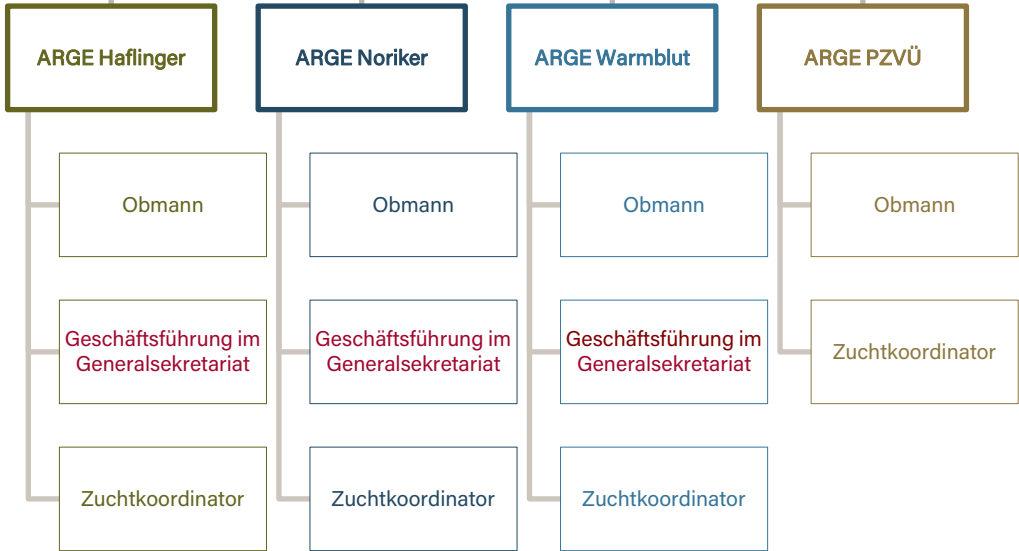 ARGE Haflinger
ARGE Noriker
ARGE Warmblut
ARGE PZVÜ
Obmann
Obmann
Obmann
Obmann
Geschäftsführung im
Generalsekretariat
Geschäftsführung im
Generalsekretariat
Geschäftsführung im
Generalsekretariat
Zuchtkoordinator
Zuchtkoordinator
Zuchtkoordinator
Zuchtkoordinator